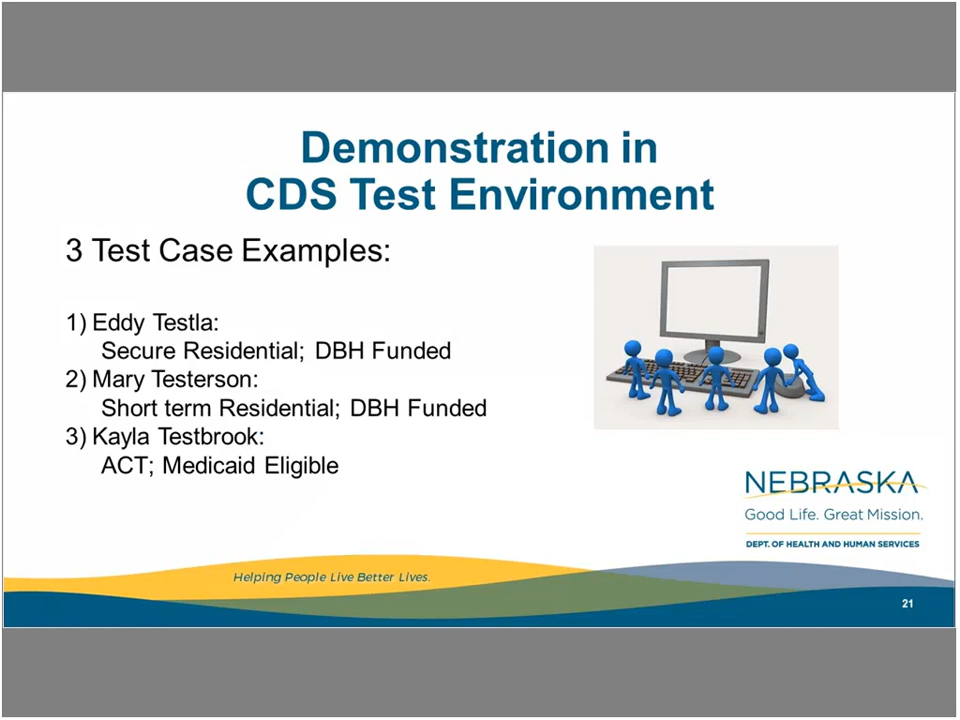 Demonstration in
CDS Test Environment
3 Test Case Examples:
1) Eddy Testla:
Secure Residential; DBH Funded
2) Mary Testerson:
Short term Residential; DBH Funded
3) Kayla Testbrook:
ACT; Medicaid Eligible
NEBRASKA
Good Life. Great Mission.
DEPT. OF HEALTH AND HUMAN SERVICES
Helping People Live Better Lives.
21